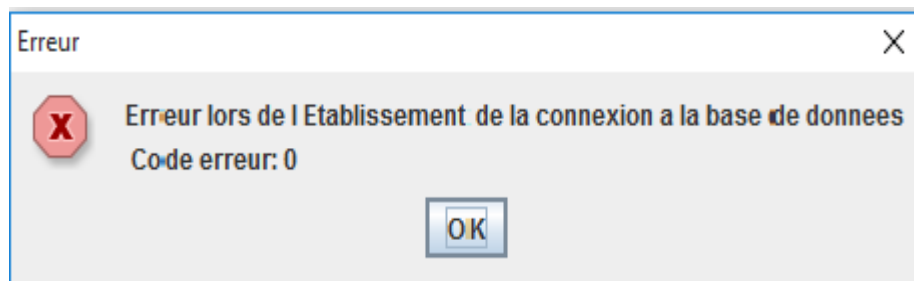 Erreur
Erreur lors de l Etablissement de la connexion a la base de donnees
Code erreur: 0
OK